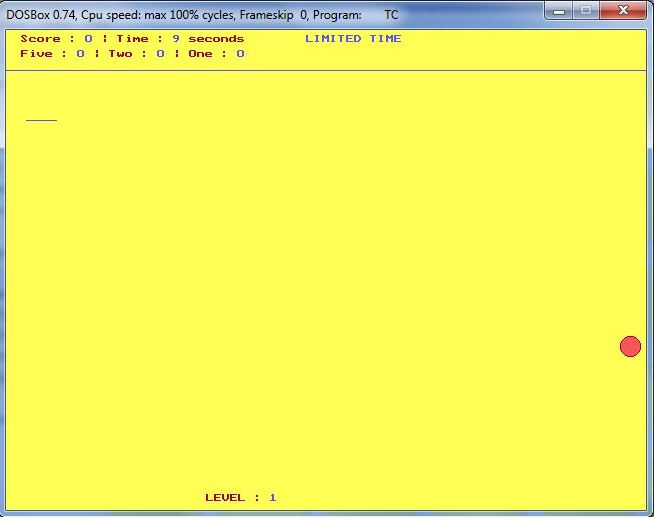 DOSBox 0.74, Cpu speed: max 100% cycles, Frameskip 0, Program: TC
Score : 0 | Time : 9 seconds LIMITED TIME
Five : 0 | Two : 0 | One : 0
LEVEL : 1